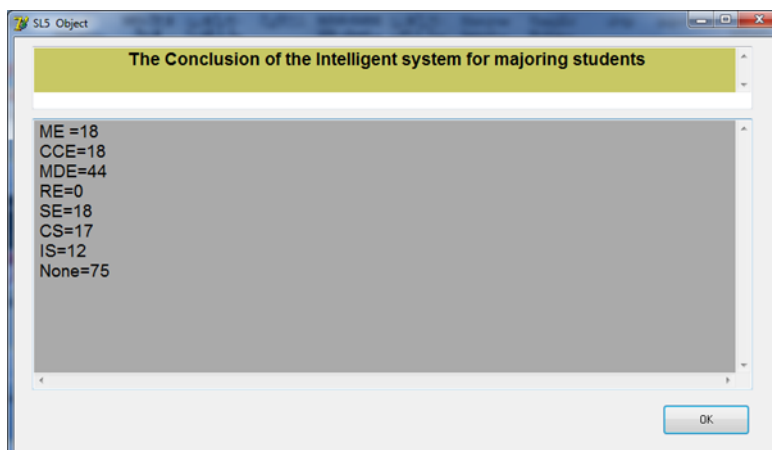 SL5 Object
The Conclusion of the Intelligent system for majoring students
ME =18
CCE=18
MDE=44
RE=0
SE=18
CS=17
IS=12
None=75
OK